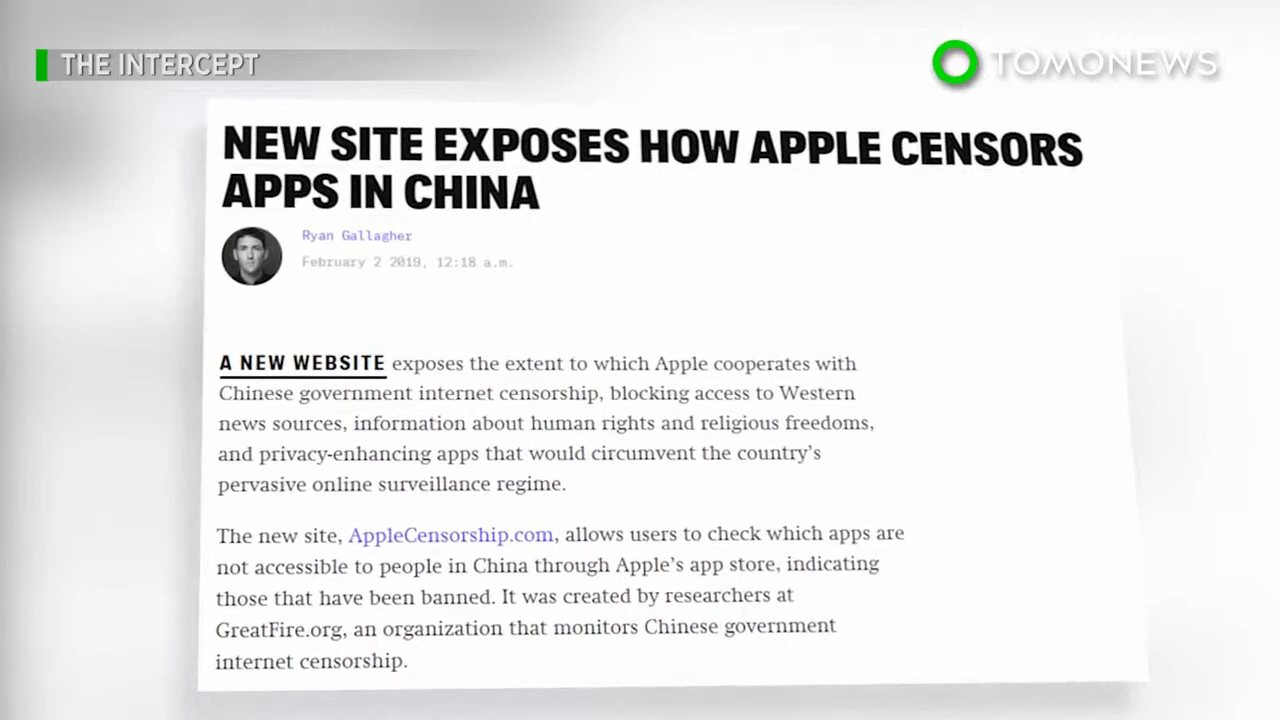 THE INTERCEPT
TOMONEWS
NEW SITE EXPOSES HOW APPLE CENSORS
APPS IN CHINA
Ryan Gallagher
February 2 2019, 12:18 a.m.
A NEW WEBSITE exposes the extent to which Apple cooperates with
Chinese government internet censorship, blocking access to Western
news sources, information about human rights and religious freedoms,
and privacy-enhancing apps that would circumvent the country’s
pervasive online surveillance regime.
The new site, AppleCensorship.com, allows users to check which apps are
not accessible to people in China through Apple’s app store, indicating
those that have been banned. It was created by researchers at
GreatFire.org, an organization that monitors Chinese government
internet censorship.